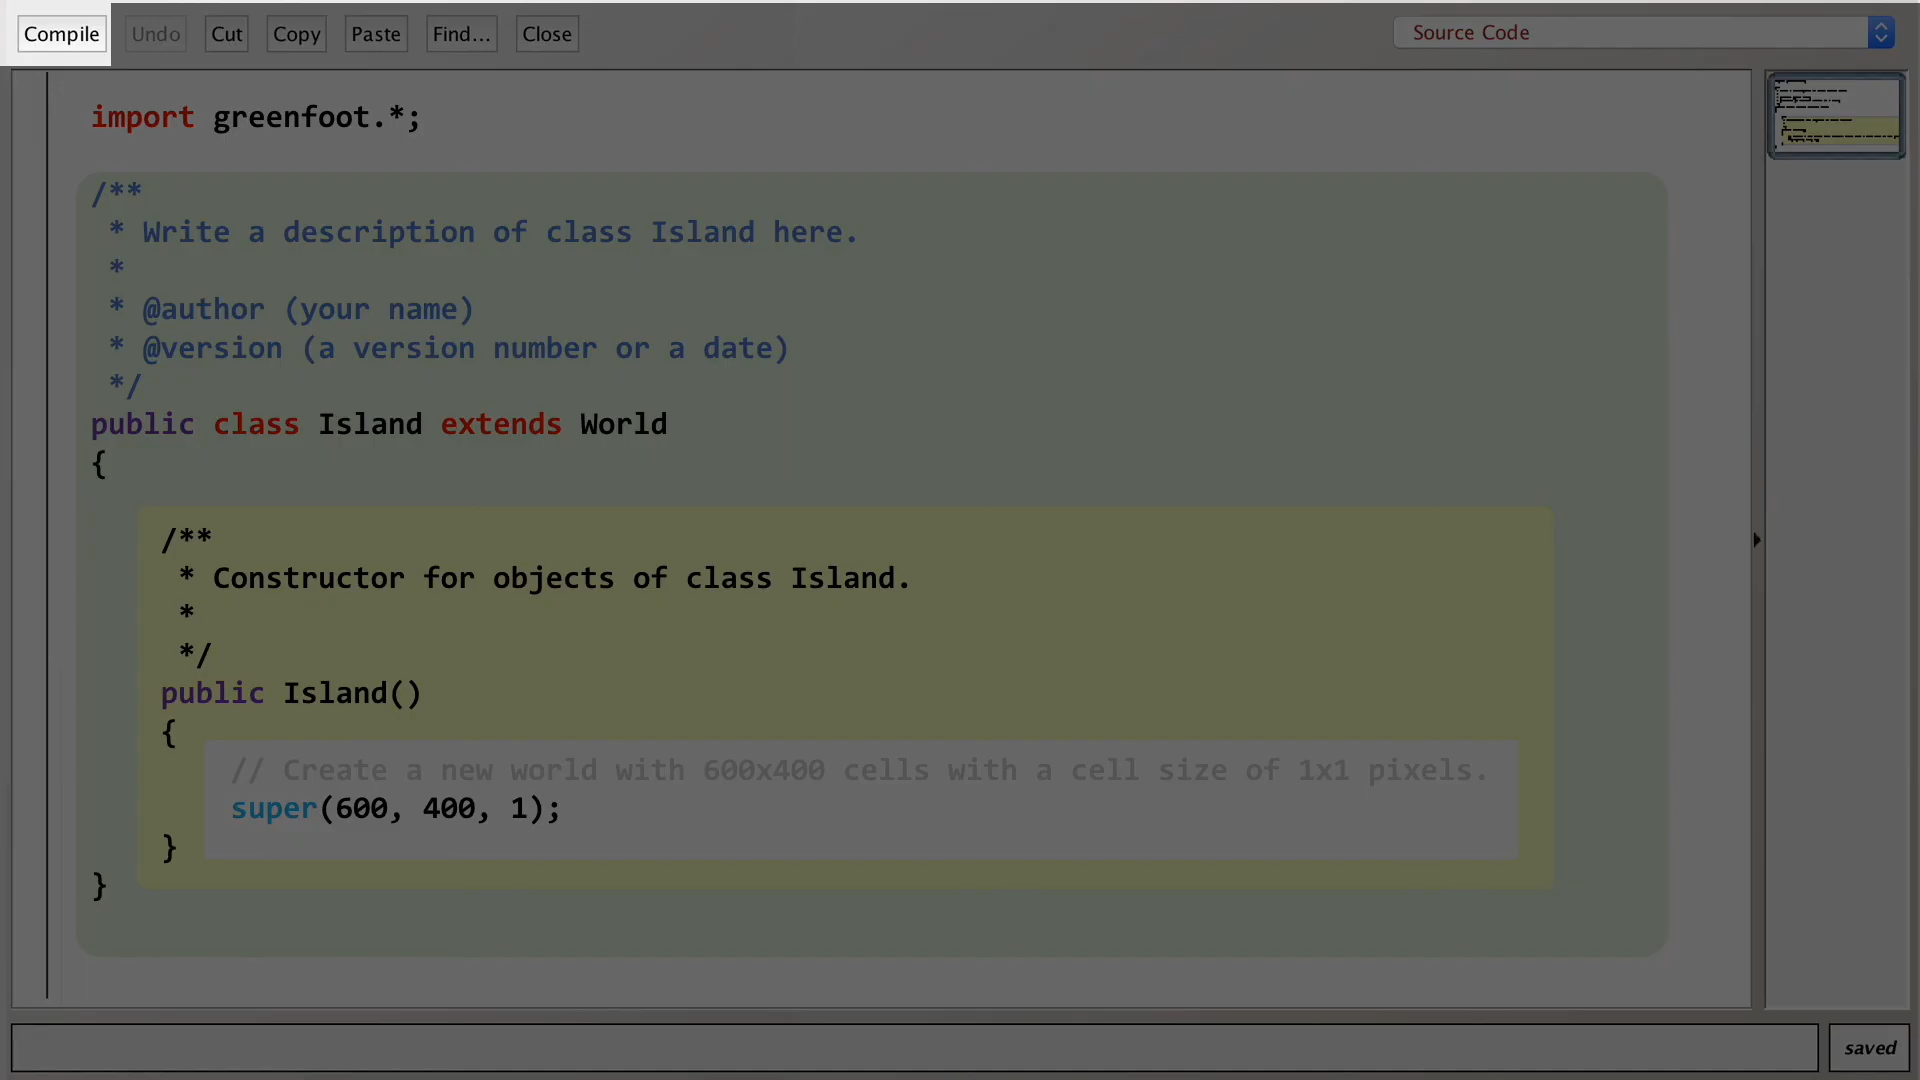 Compile Undo Cut Copy Paste Find... Close Source Code
import greenfoot.*;
/**
 * Write a description of class Island here.
 *
 * @author (your name)
 * @version (a version number or a date)
 */
public class Island extends World
{
/**
 * Constructor for objects of class Island.
 *
 */
public Island()
{
// Create a new world with 600x400 cells with a cell size of 1x1 pixels.
super(600, 400, 1);
}
}
saved